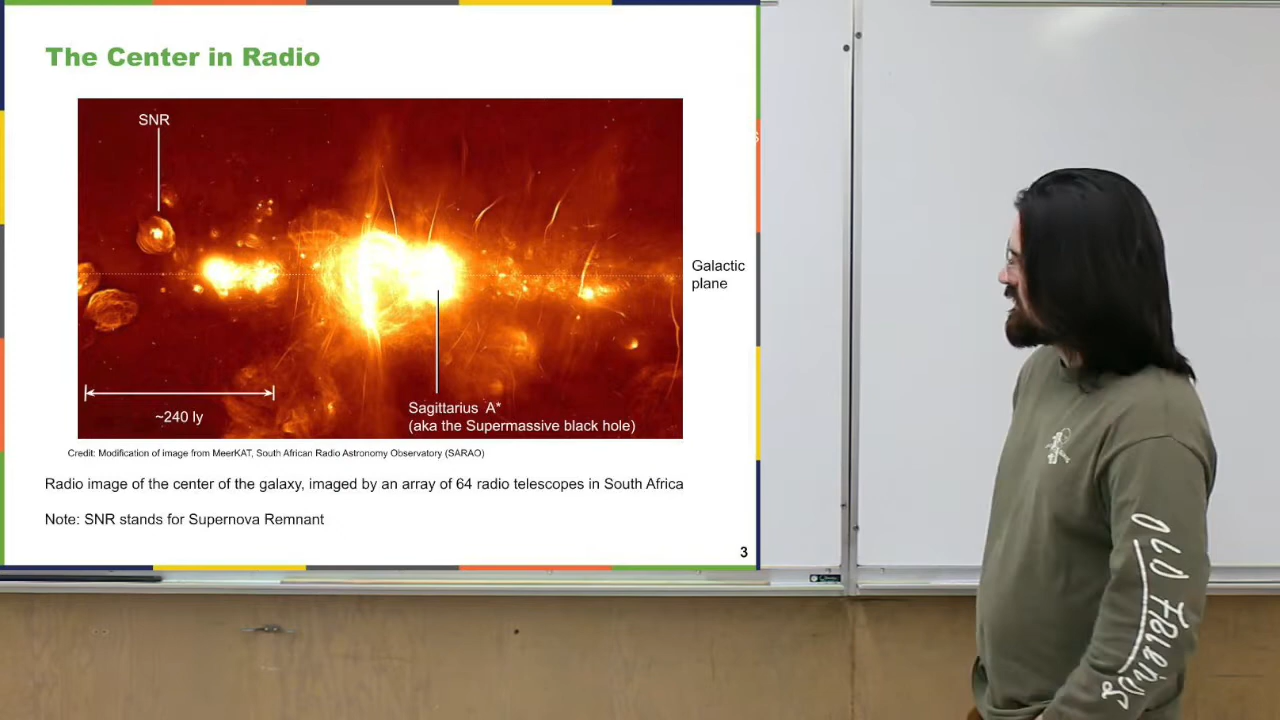 The Center in Radio
SNR
Galactic
plane
~240 ly
Sagittarius A*
(aka the Supermassive black hole)
Credit: Modification of image from MeerKAT, South African Radio Astronomy Observatory (SARAO)
Radio image of the center of the galaxy, imaged by an array of 64 radio telescopes in South Africa
Note: SNR stands for Supernova Remnant
3
OLD FRIENDS